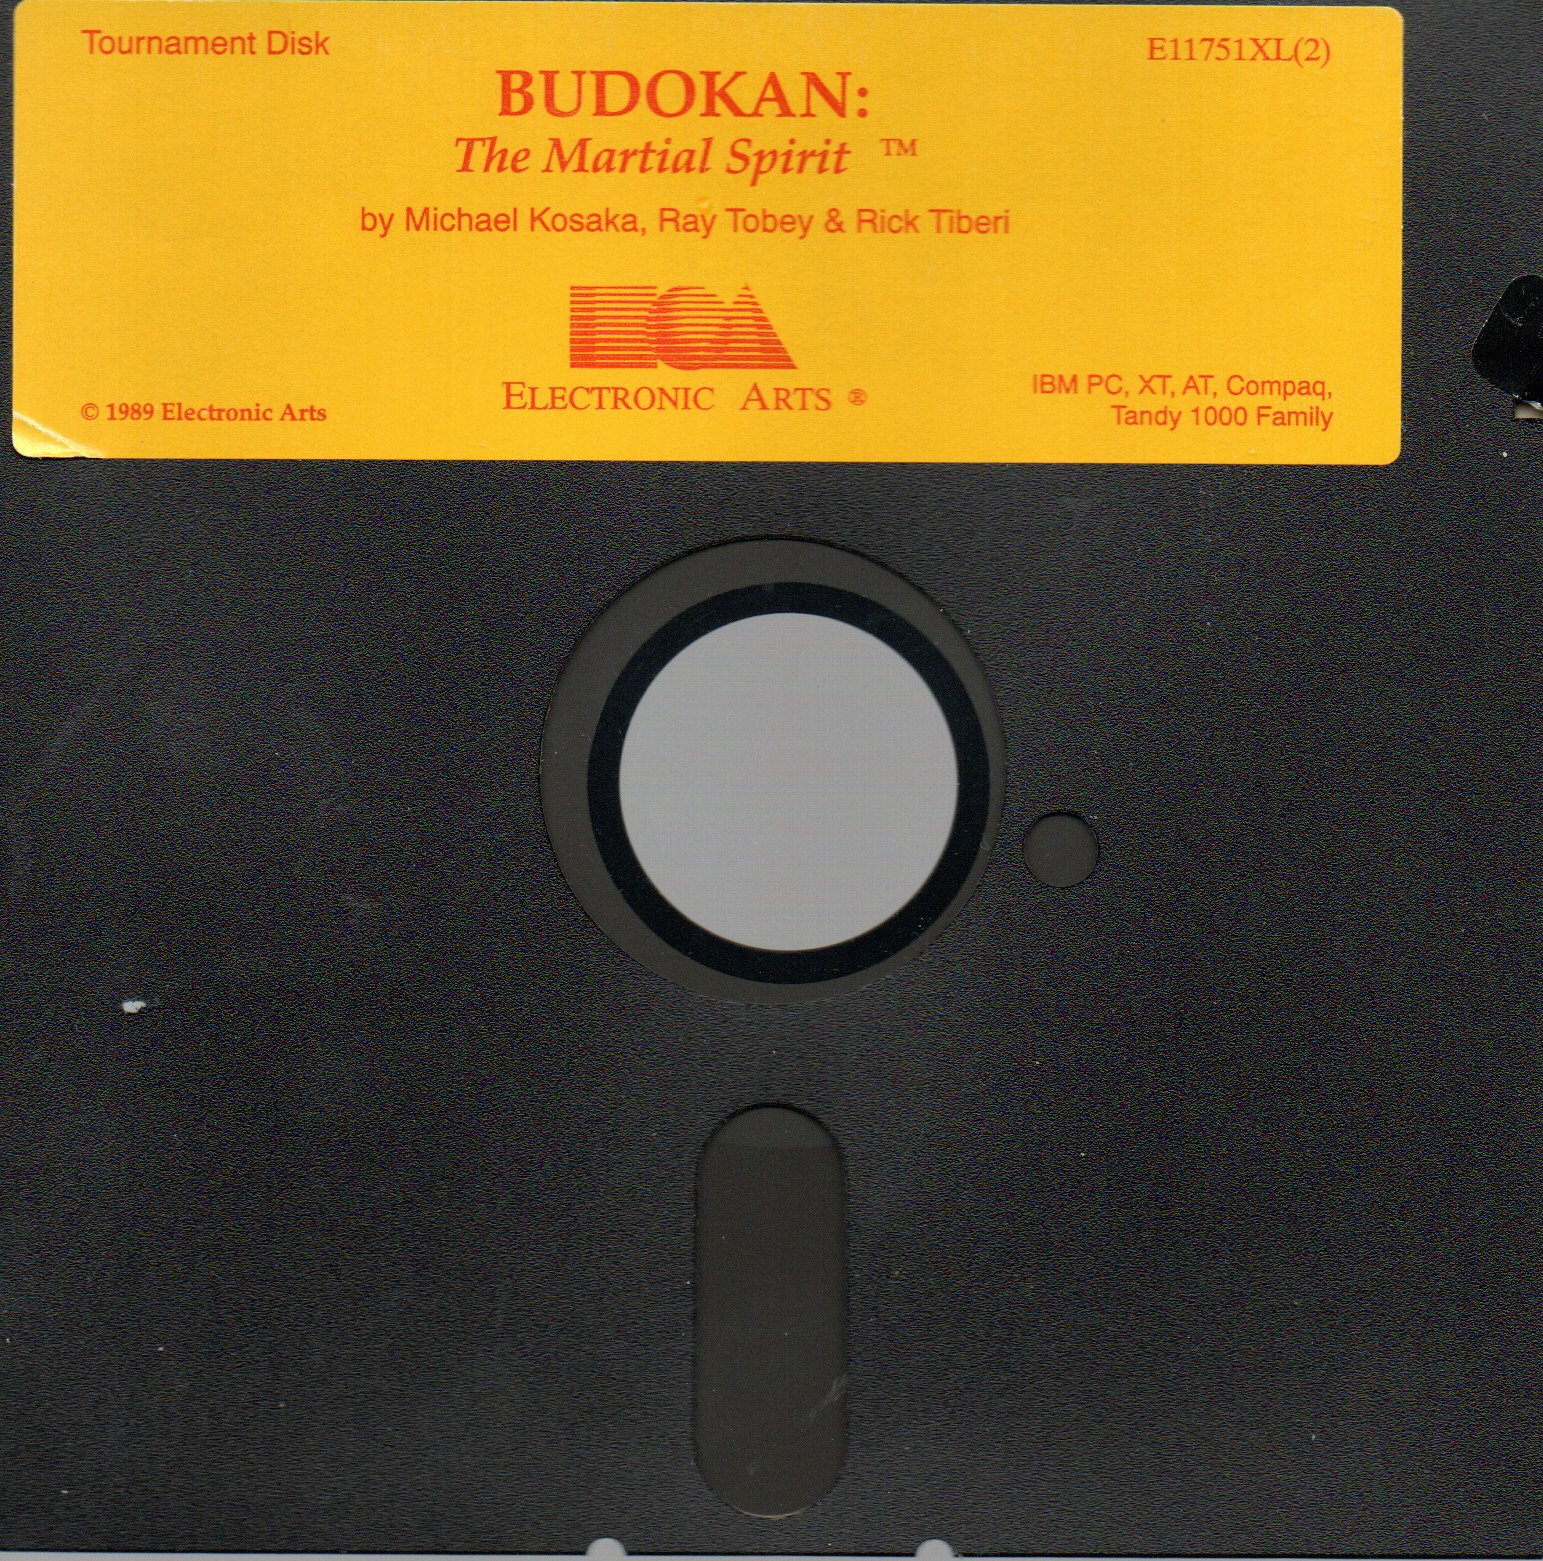 Tournament Disk
E11751XL(2)
BUDOKAN:
The Martial Spirit ™
by Michael Kosaka, Ray Tobey & Rick Tiberi
EA
ELECTRONIC ARTS ®
© 1989 Electronic Arts
IBM PC, XT, AT, Compaq,
Tandy 1000 Family